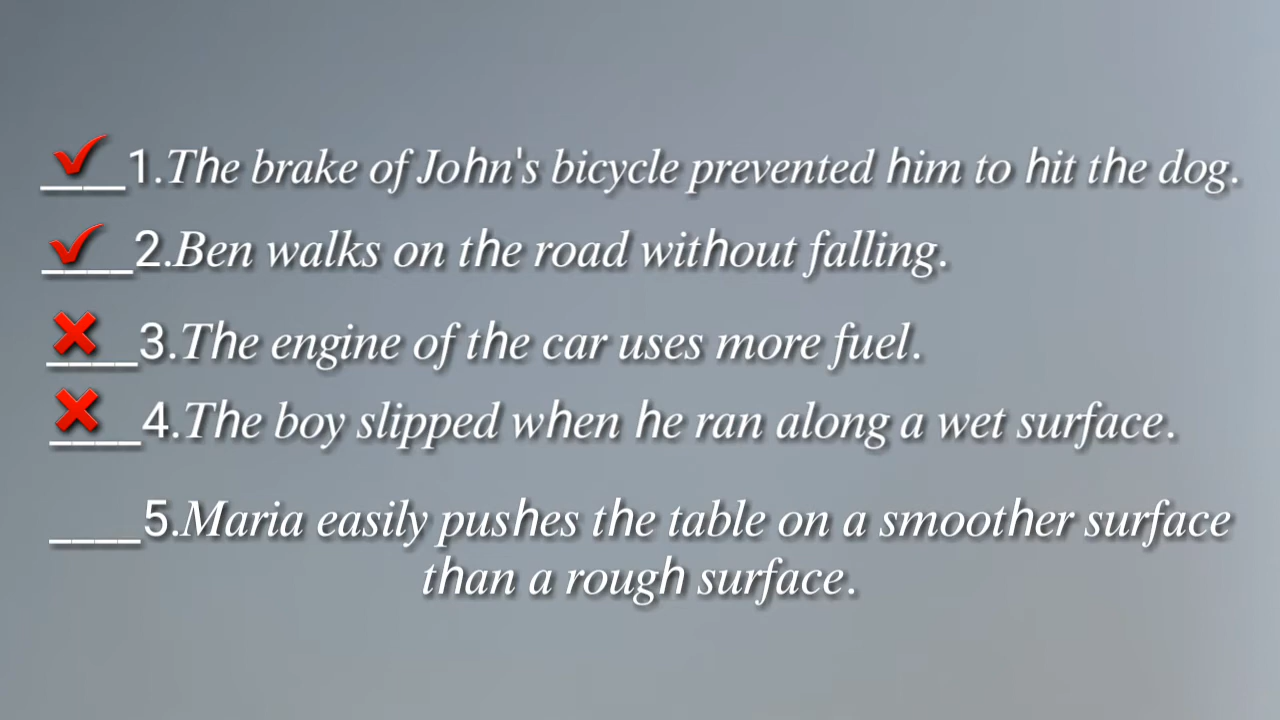 ✔____1.The brake of John's bicycle prevented him to hit the dog.
✔____2.Ben walks on the road without falling.
✖____3.The engine of the car uses more fuel.
✖____4.The boy slipped when he ran along a wet surface.
____5.Maria easily pushes the table on a smoother surface
than a rough surface.